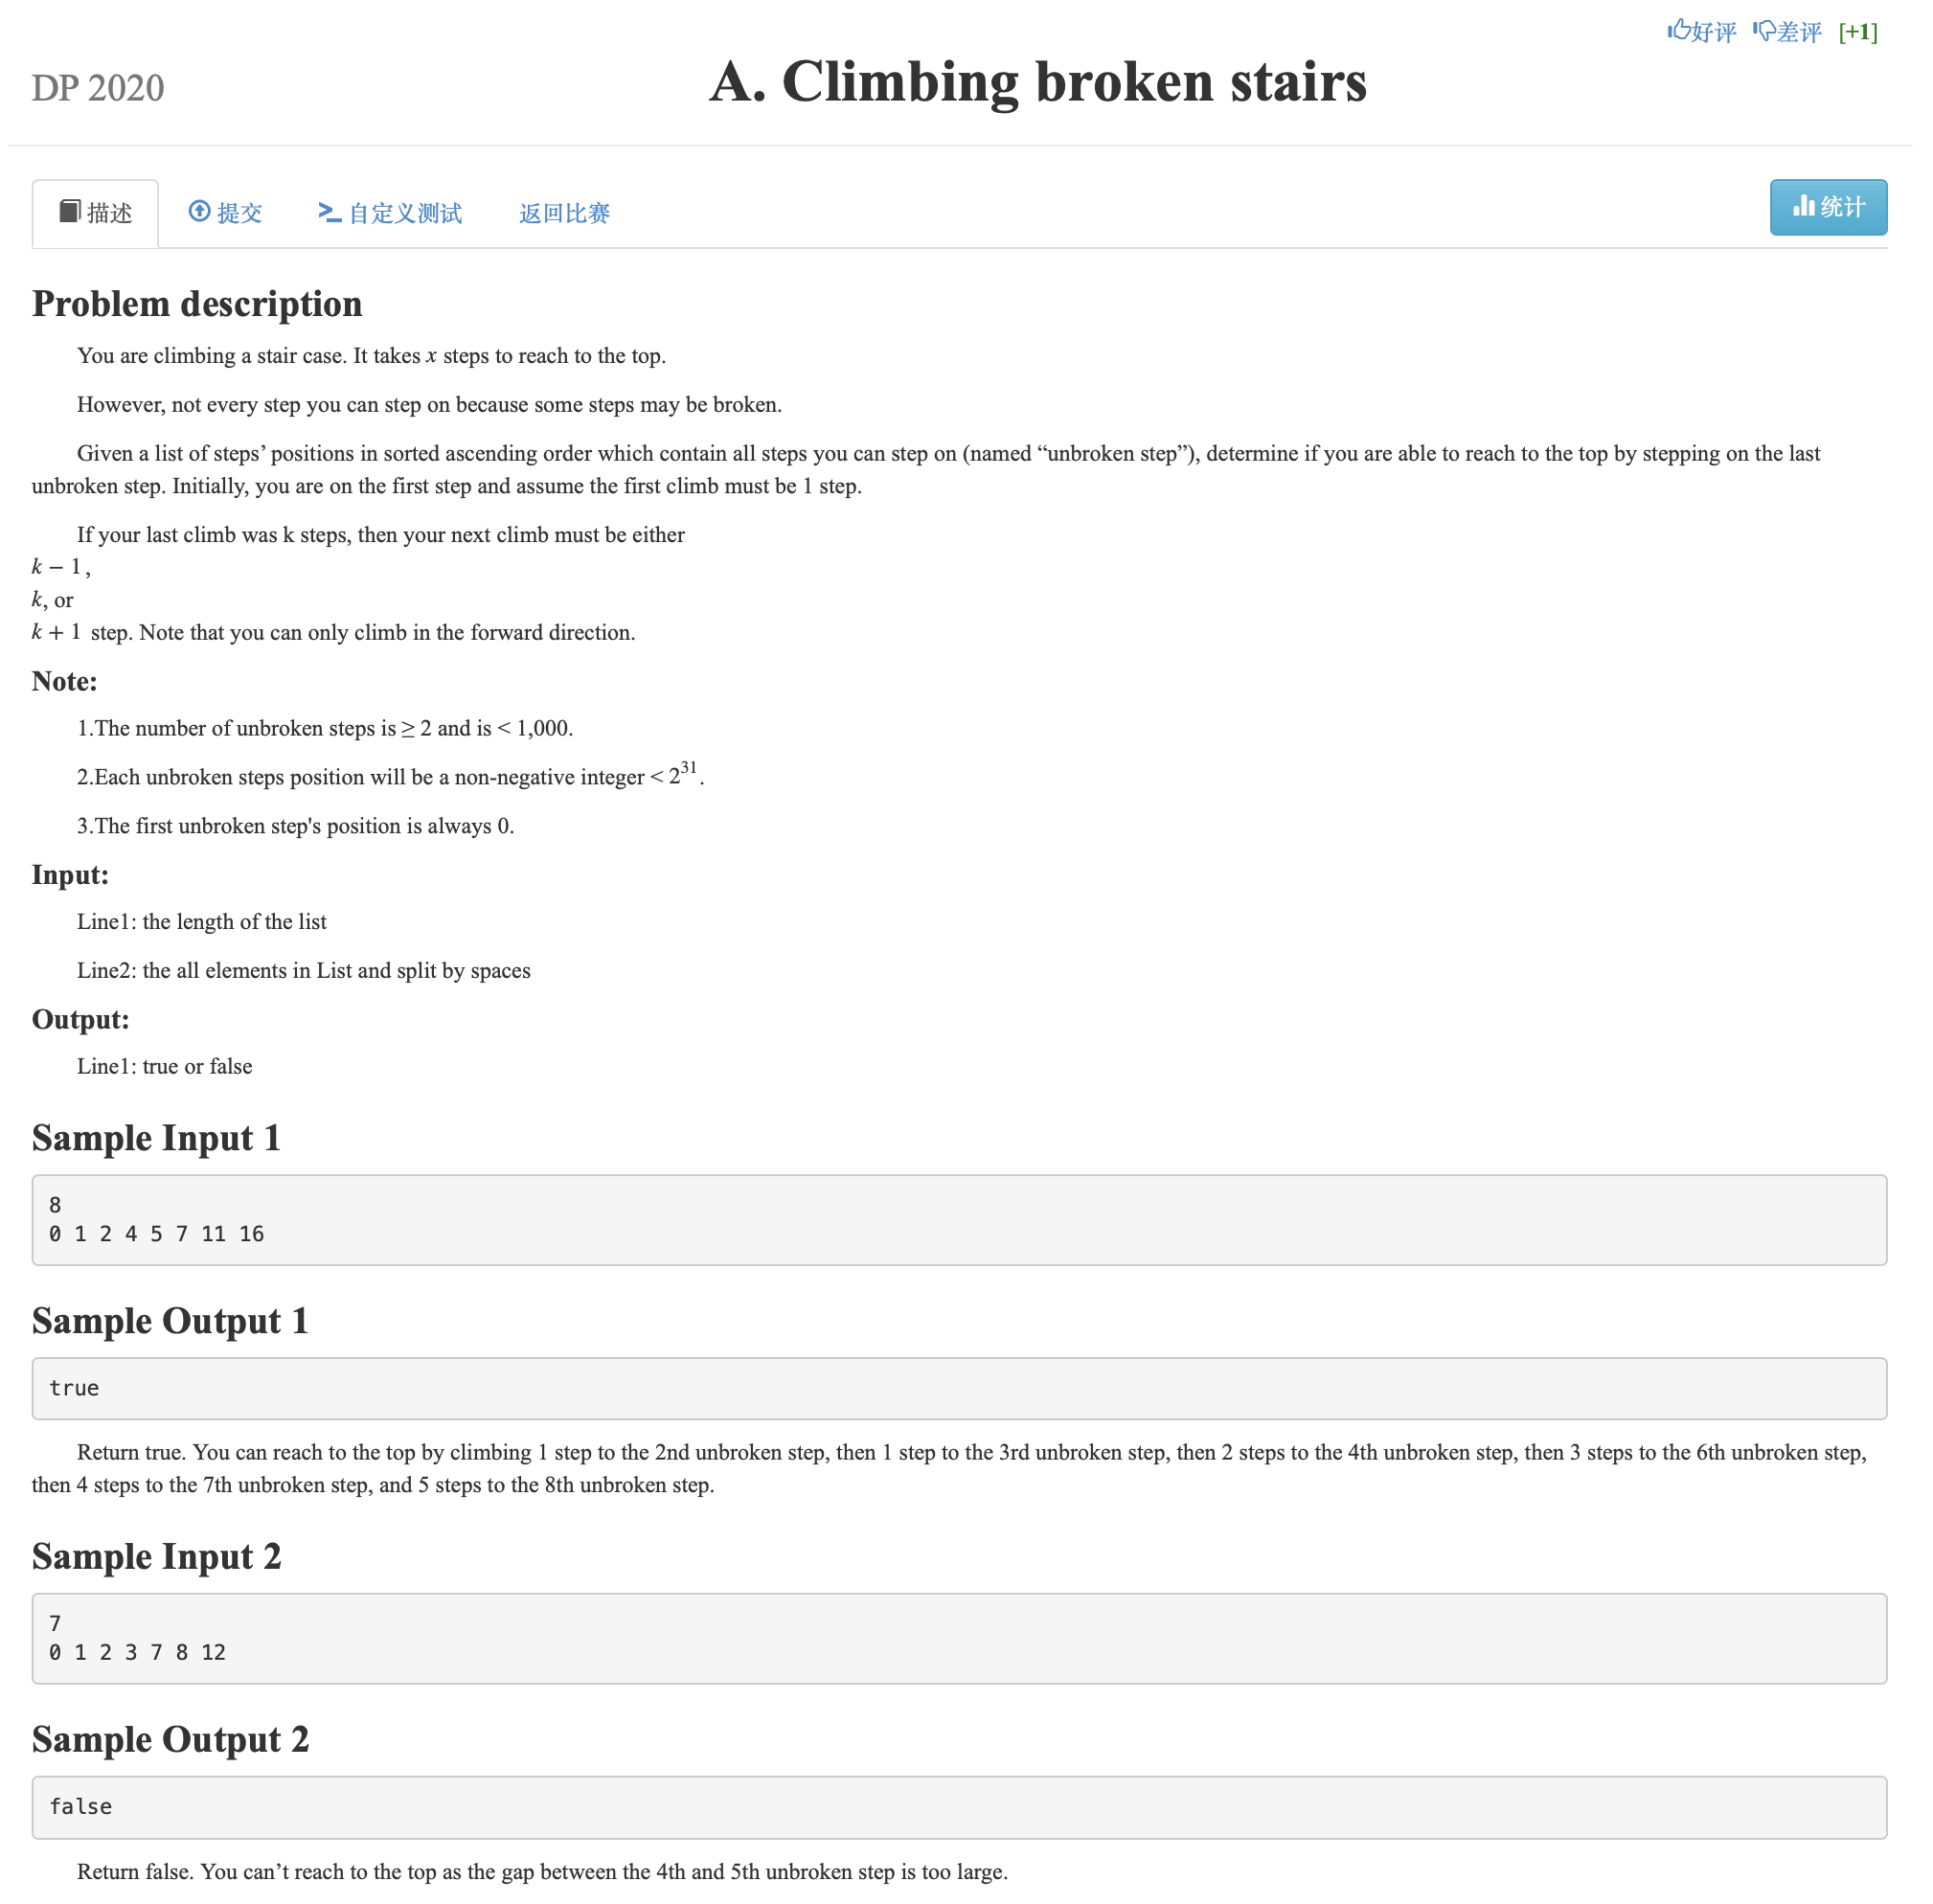 好评 差评 [+1]
DP 2020 A. Climbing broken stairs
描述 提交 自定义测试 返回比赛 统计
Problem description
You are climbing a stair case. It takes x steps to reach to the top.
However, not every step you can step on because some steps may be broken.
Given a list of steps’ positions in sorted ascending order which contain all steps you can step on (named “unbroken step”), determine if you are able to reach to the top by stepping on the last
unbroken step. Initially, you are on the first step and assume the first climb must be 1 step.
If your last climb was k steps, then your next climb must be either
k − 1,
k, or
k + 1 step. Note that you can only climb in the forward direction.
Note:
1.The number of unbroken steps is ≥ 2 and is < 1,000.
2.Each unbroken steps position will be a non-negative integer < 2^31.
3.The first unbroken step's position is always 0.
Input:
Line1: the length of the list
Line2: the all elements in List and split by spaces
Output:
Line1: true or false
Sample Input 1
8
0 1 2 4 5 7 11 16
Sample Output 1
true
Return true. You can reach to the top by climbing 1 step to the 2nd unbroken step, then 1 step to the 3rd unbroken step, then 2 steps to the 4th unbroken step, then 3 steps to the 6th unbroken step,
then 4 steps to the 7th unbroken step, and 5 steps to the 8th unbroken step.
Sample Input 2
7
0 1 2 3 7 8 12
Sample Output 2
false
Return false. You can’t reach to the top as the gap between the 4th and 5th unbroken step is too large.